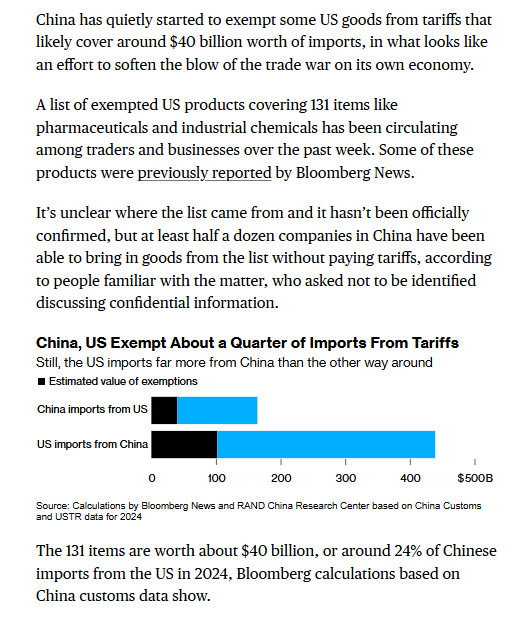 China has quietly started to exempt some US goods from tariffs that
likely cover around $40 billion worth of imports, in what looks like
an effort to soften the blow of the trade war on its own economy.
A list of exempted US products covering 131 items like
pharmaceuticals and industrial chemicals has been circulating
among traders and businesses over the past week. Some of these
products were previously reported by Bloomberg News.
It’s unclear where the list came from and it hasn’t been officially
confirmed, but at least half a dozen companies in China have been
able to bring in goods from the list without paying tariffs, according
to people familiar with the matter, who asked not to be identified
discussing confidential information.
China, US Exempt About a Quarter of Imports From Tariffs
Still, the US imports far more from China than the other way around
Estimated value of exemptions
China imports from US
US imports from China
0 100 200 300 400 $500B
Source: Calculations by Bloomberg News and RAND China Research Center based on China Customs
and USTR data for 2024
The 131 items are worth about $40 billion, or around 24% of Chinese
imports from the US in 2024, Bloomberg calculations based on
China customs data show.